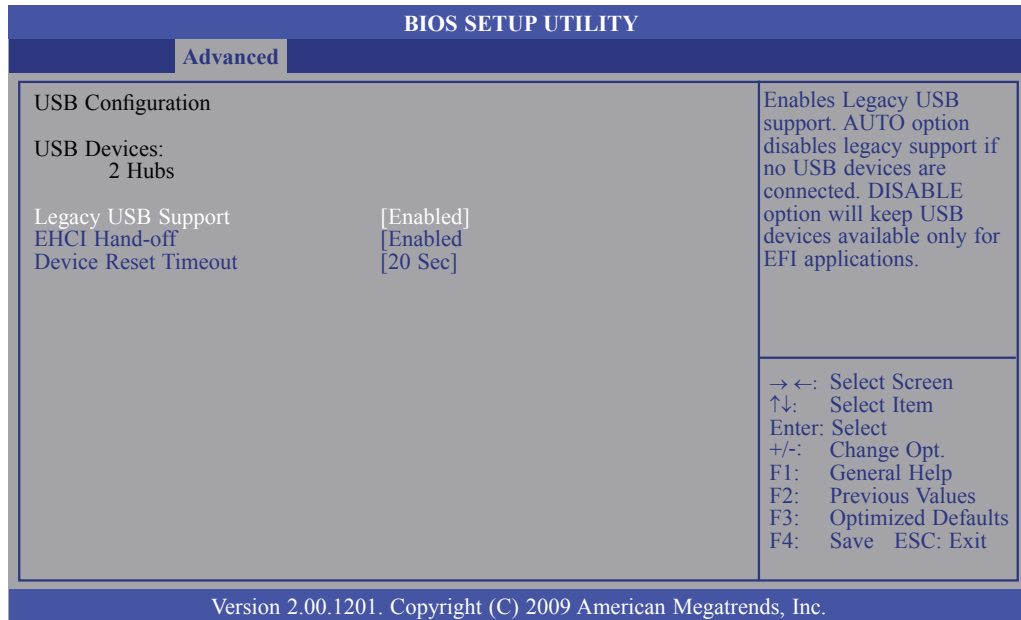 BIOS SETUP UTILITY
Advanced
USB Configuration
USB Devices:
2 Hubs
Legacy USB Support [Enabled]
EHCI Hand-off [Enabled
Device Reset Timeout [20 Sec]
Enables Legacy USB
support. AUTO option
disables legacy support if
no USB devices are
connected. DISABLE
option will keep USB
devices available only for
EFI applications.
→ ←: Select Screen
↑↓: Select Item
Enter: Select
+/-: Change Opt.
F1: General Help
F2: Previous Values
F3: Optimized Defaults
F4: Save ESC: Exit
Version 2.00.1201. Copyright (C) 2009 American Megatrends, Inc.